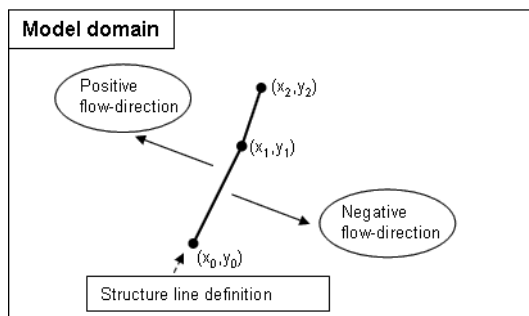 Model domain
Positive
flow-direction
(x₂,y₂)
(x₁,y₁)
Negative
flow-direction
(x₀,y₀)
Structure line definition